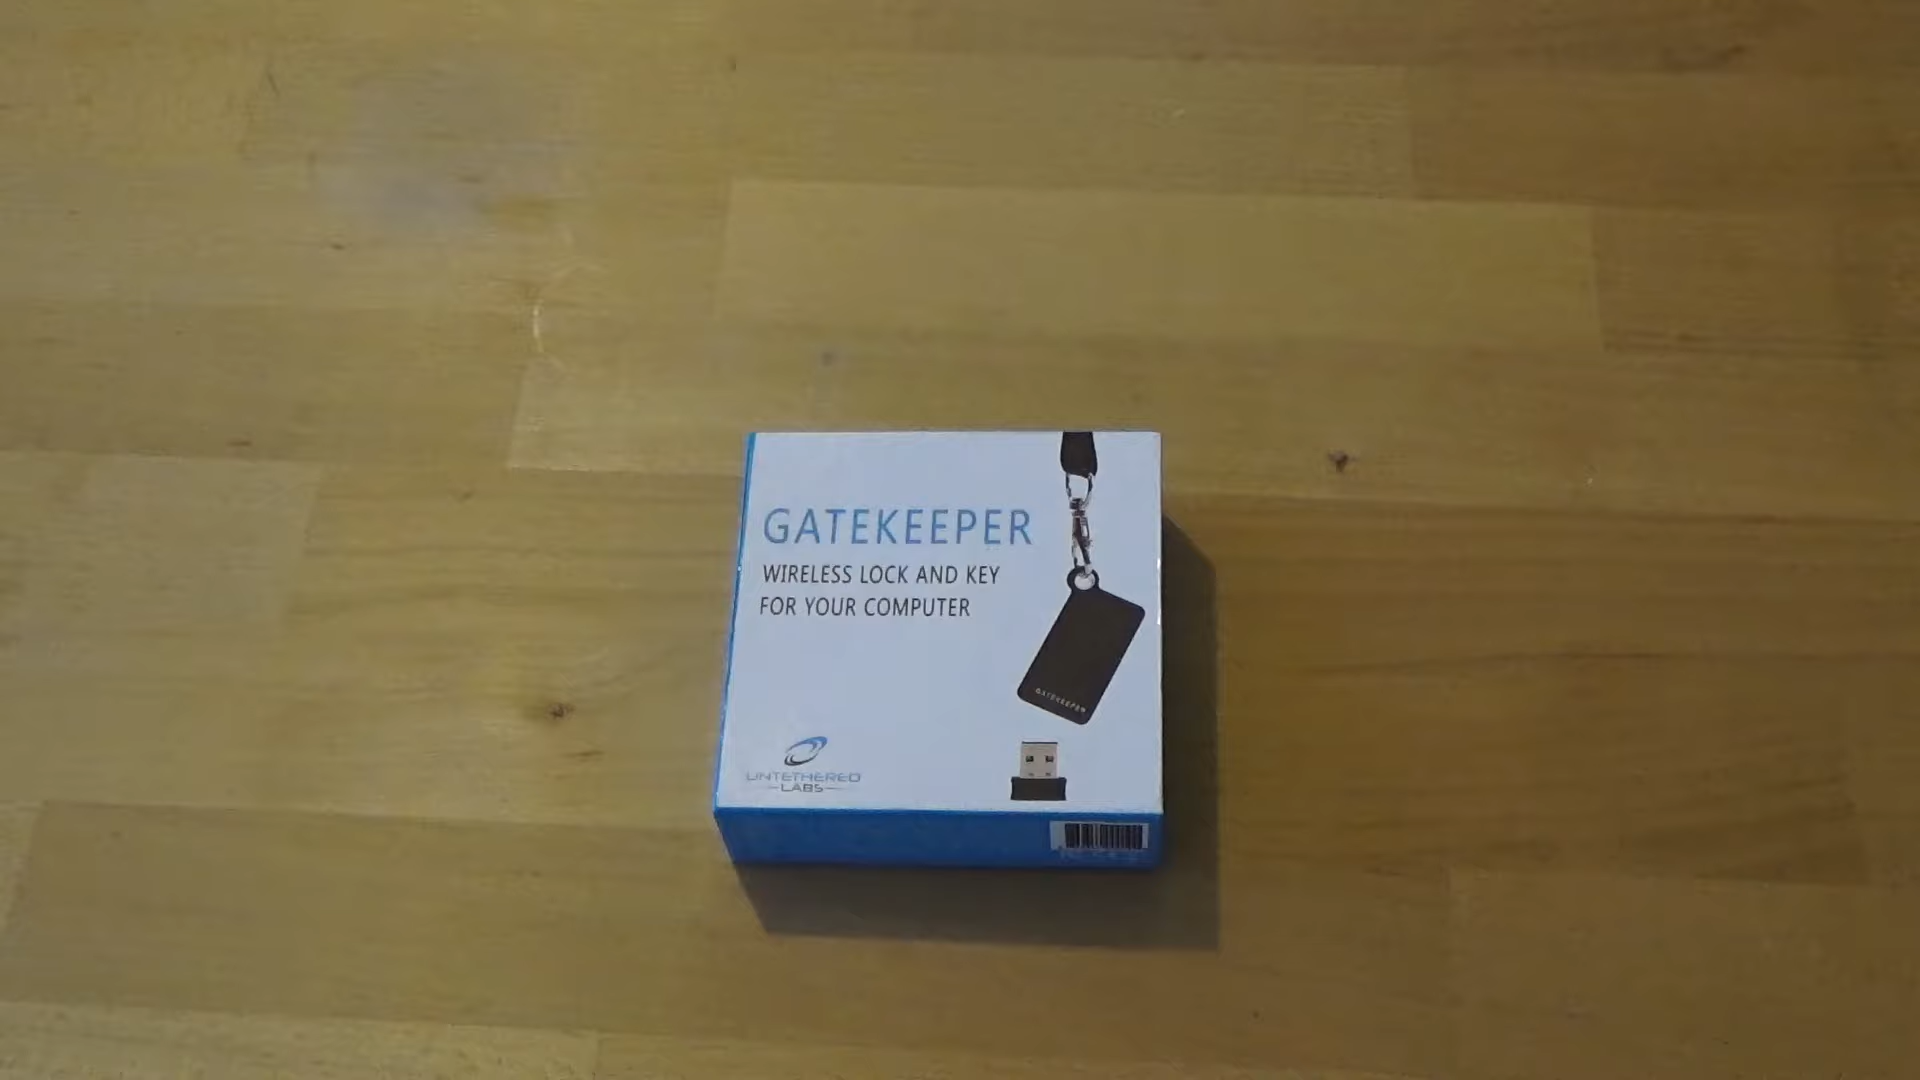 GATEKEEPER
WIRELESS LOCK AND KEY
FOR YOUR COMPUTER
GATEKEEPER
UNTETHERED
LABS